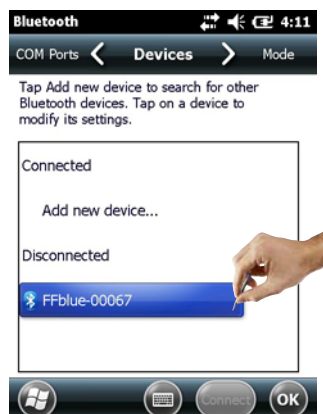 Bluetooth 4:11
COM Ports Devices Mode
Tap Add new device to search for other
Bluetooth devices. Tap on a device to
modify its settings.
Connected
Add new device...
Disconnected
FFblue-00067
Connect OK